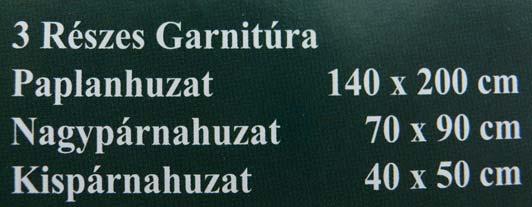 3 Részes Garnitúra
Paplanhuzat 140 x 200 cm
Nagypárnahuzat 70 x 90 cm
Kispárnahuzat 40 x 50 cm